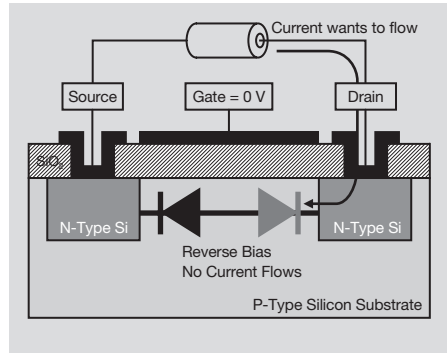 Current wants to flow
Source
Gate = 0 V
Drain
SiO₂
N-Type Si
N-Type Si
Reverse Bias
No Current Flows
P-Type Silicon Substrate